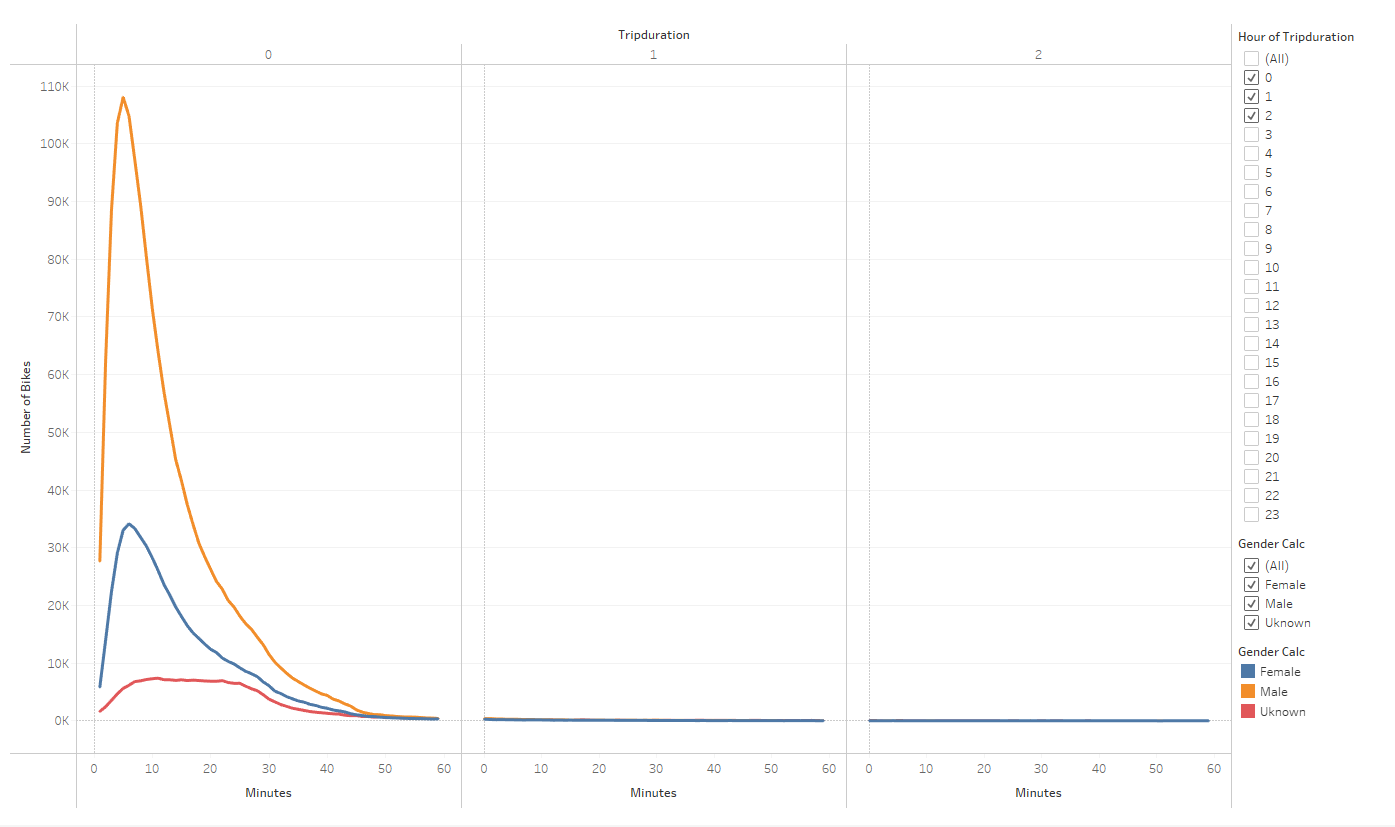 Tripduration
0 1 2
110K
100K
90K
80K
70K
60K
50K
40K
30K
20K
10K
0K
Number of Bikes
0 10 20 30 40 50 60 0 10 20 30 40 50 60 0 10 20 30 40 50 60
Minutes Minutes Minutes
Hour of Tripduration
(All)
0
1
2
3
4
5
6
7
8
9
10
11
12
13
14
15
16
17
18
19
20
21
22
23
Gender Calc
(All)
Female
Male
Uknown
Gender Calc
Female
Male
Uknown